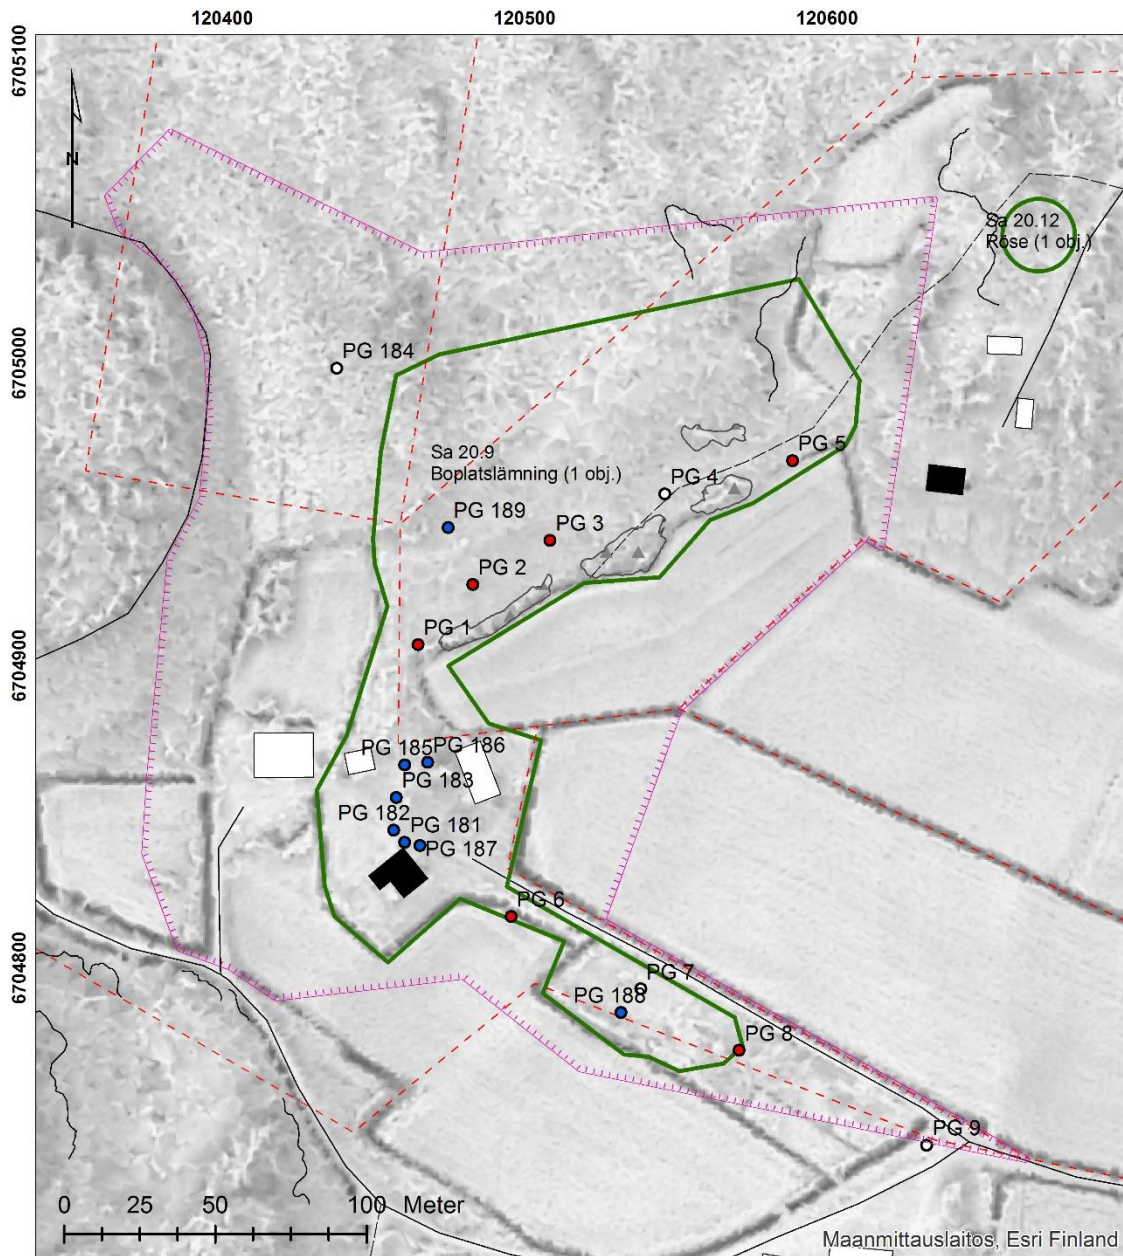 120400
120500
120600
6705100
N
Sa 20.12
Röse (1 obj.)
6705000
PG 184
Sa 20.9
Boplatslämning (1 obj.)
PG 5
PG 4
PG 189
PG 3
PG 2
PG 1
6704900
PG 185
PG 186
PG 183
PG 182
PG 181
PG 187
PG 6
6704800
PG 7
PG 188
PG 8
PG 9
0 25 50 100 Meter
Maanmittauslaitos, Esri Finland